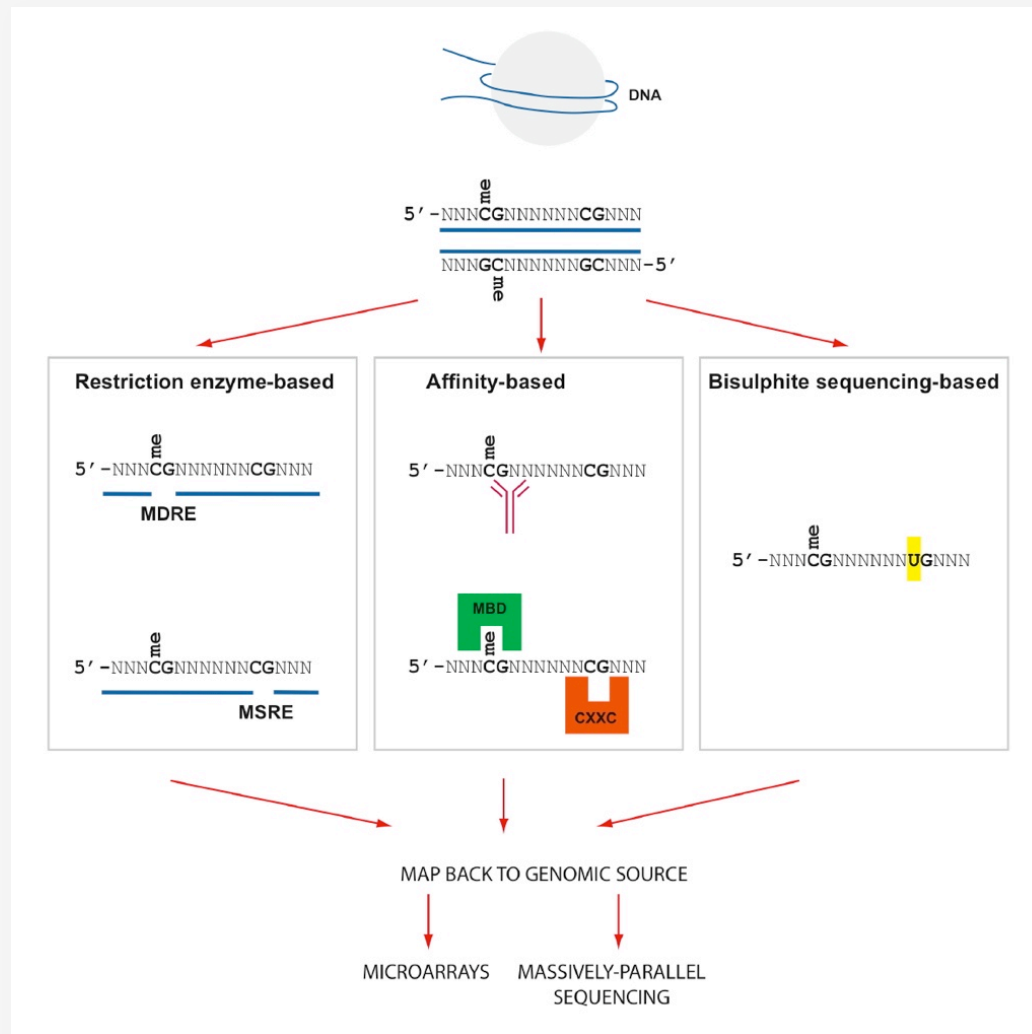 DNA
me
5′-NNNCGNNNNNNCGNNN
NNNGCNNNNNNGCNNN-5′
me
Restriction enzyme-based
me
5′-NNNCGNNNNNNCGNNN
MDRE
me
5′-NNNCGNNNNNNCGNNN
MSRE
Affinity-based
me
5′-NNNCGNNNNNNCGNNN
MBD
me
5′-NNNCGNNNNNNCGNNN
CXXC
Bisulphite sequencing-based
me
5′-NNNCGNNNNNNUGNNN
MAP BACK TO GENOMIC SOURCE
MICROARRAYS
MASSIVELY-PARALLEL
SEQUENCING